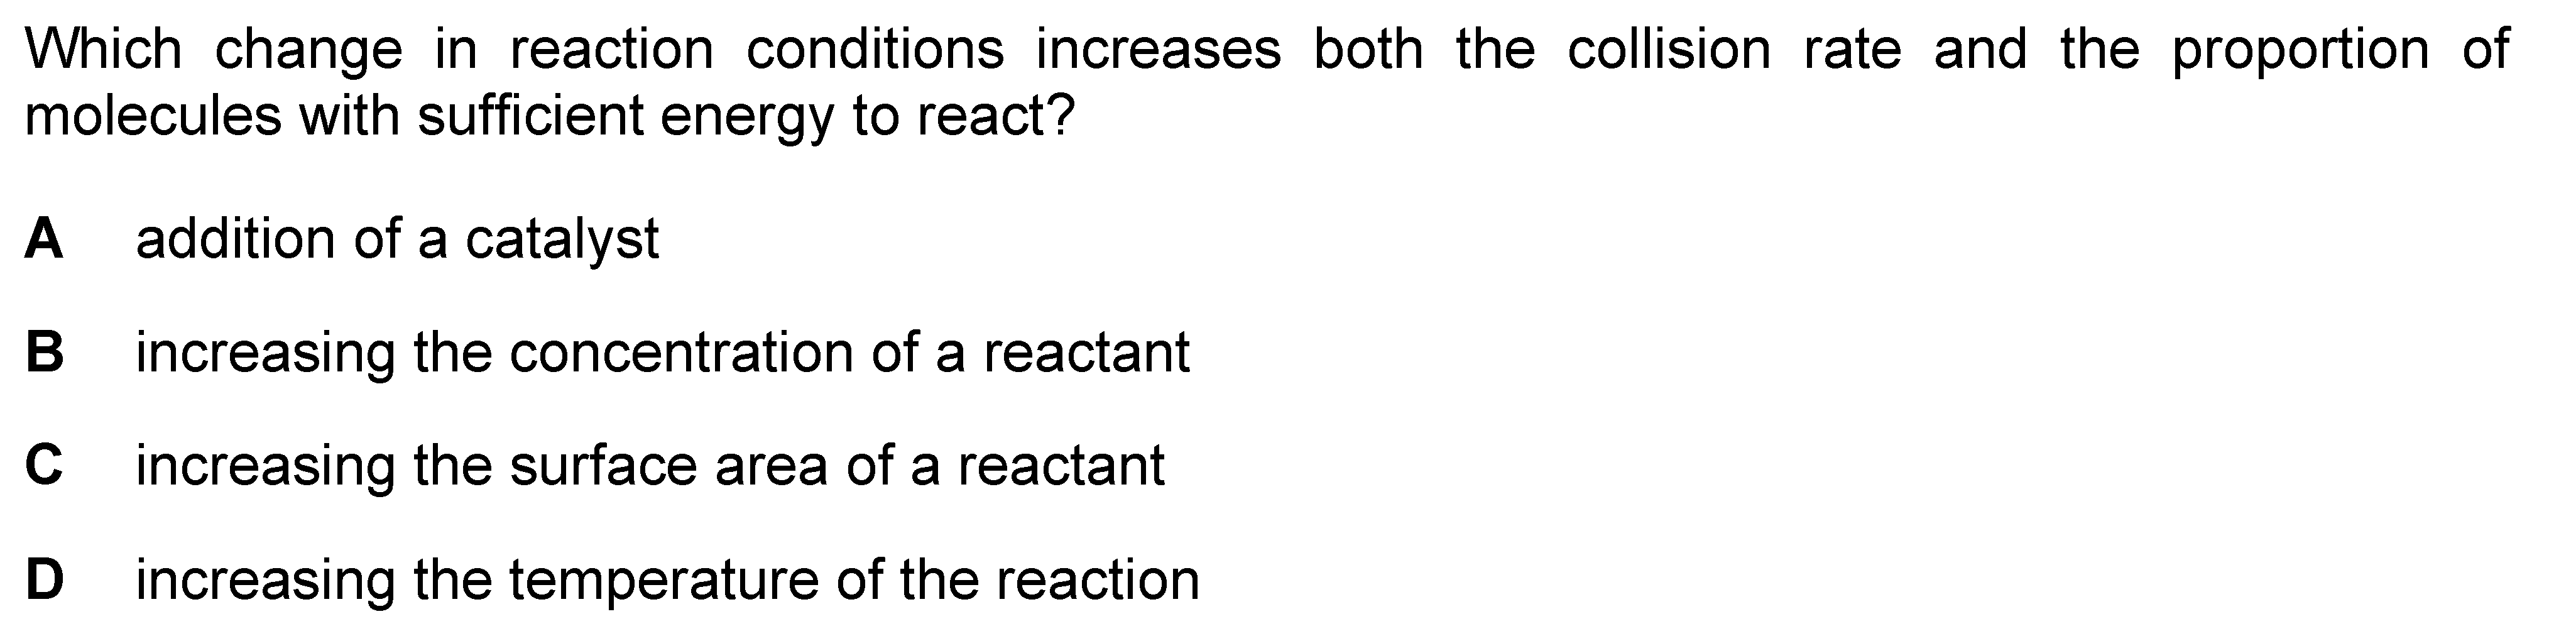 Which change in reaction conditions increases both the collision rate and the proportion of
molecules with sufficient energy to react?
A addition of a catalyst
B increasing the concentration of a reactant
C increasing the surface area of a reactant
D increasing the temperature of the reaction